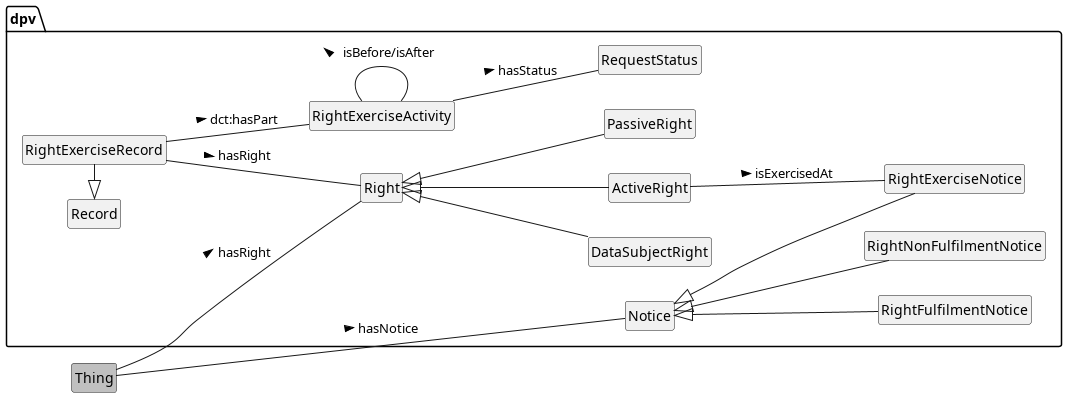 dpv
isBefore/isAfter
RequestStatus
hasStatus
RightExerciseActivity
dct:hasPart
PassiveRight
RightExerciseRecord
hasRight
isExercisedAt
Right
ActiveRight
RightExerciseNotice
Record
hasRight
DataSubjectRight
RightNonFulfilmentNotice
Notice
RightFulfilmentNotice
hasNotice
Thing